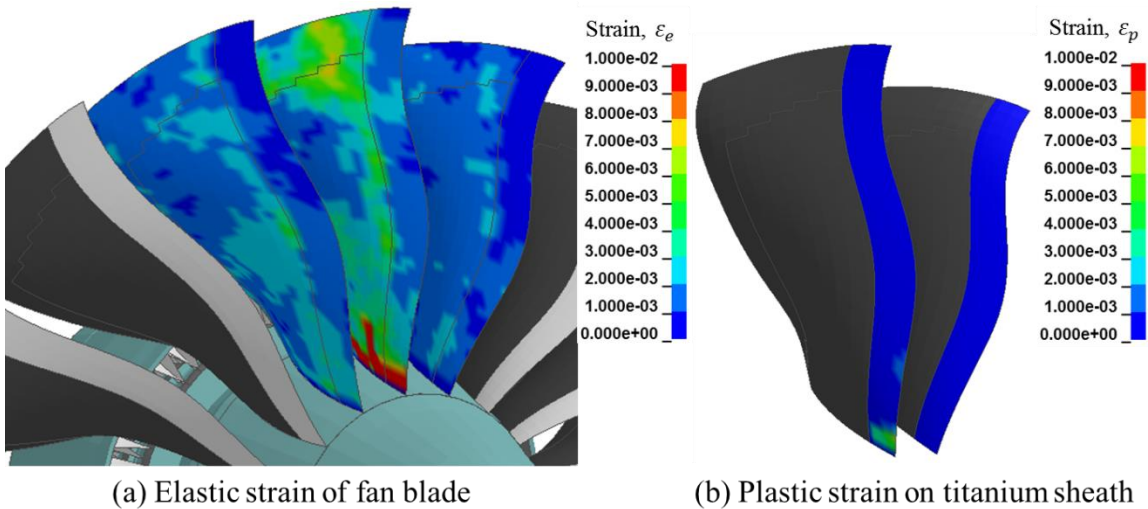 Strain, εₑ
1.000e-02
9.000e-03
8.000e-03
7.000e-03
6.000e-03
5.000e-03
4.000e-03
3.000e-03
2.000e-03
1.000e-03
0.000e+00
Strain, εₚ
1.000e-02
9.000e-03
8.000e-03
7.000e-03
6.000e-03
5.000e-03
4.000e-03
3.000e-03
2.000e-03
1.000e-03
0.000e+00
(a) Elastic strain of fan blade
(b) Plastic strain on titanium sheath